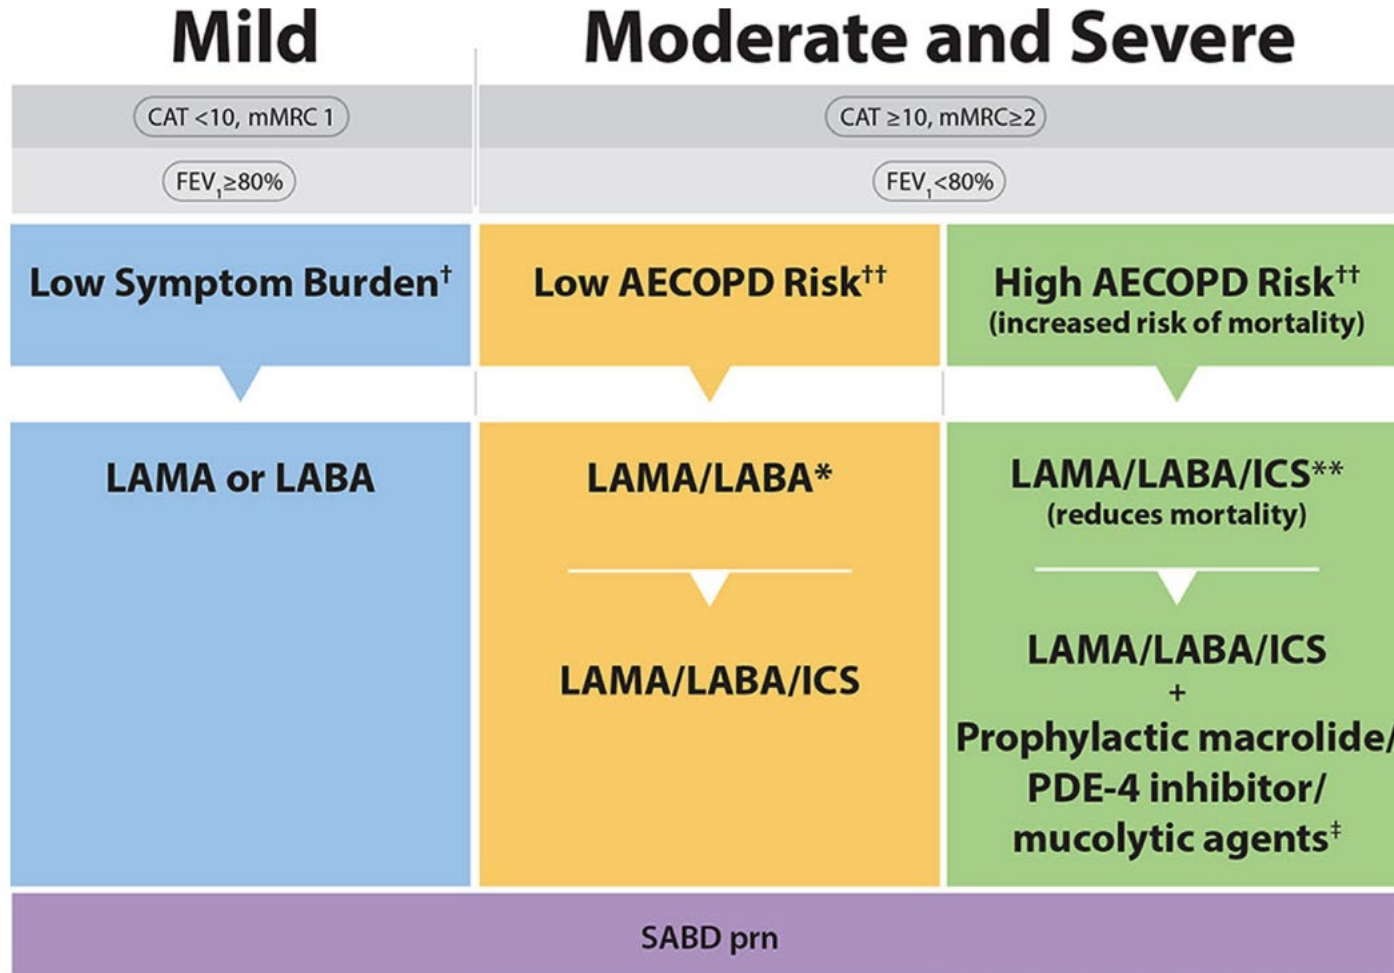 Mild
Moderate and Severe
CAT <10, mMRC 1
CAT ≥10, mMRC≥2
FEV₁≥80%
FEV₁<80%
Low Symptom Burden†
Low AECOPD Risk††
High AECOPD Risk††
(increased risk of mortality)
LAMA or LABA
LAMA/LABA*
LAMA/LABA/ICS
LAMA/LABA/ICS**
(reduces mortality)
LAMA/LABA/ICS
+
Prophylactic macrolide/
PDE-4 inhibitor/
mucolytic agents‡
SABD prn